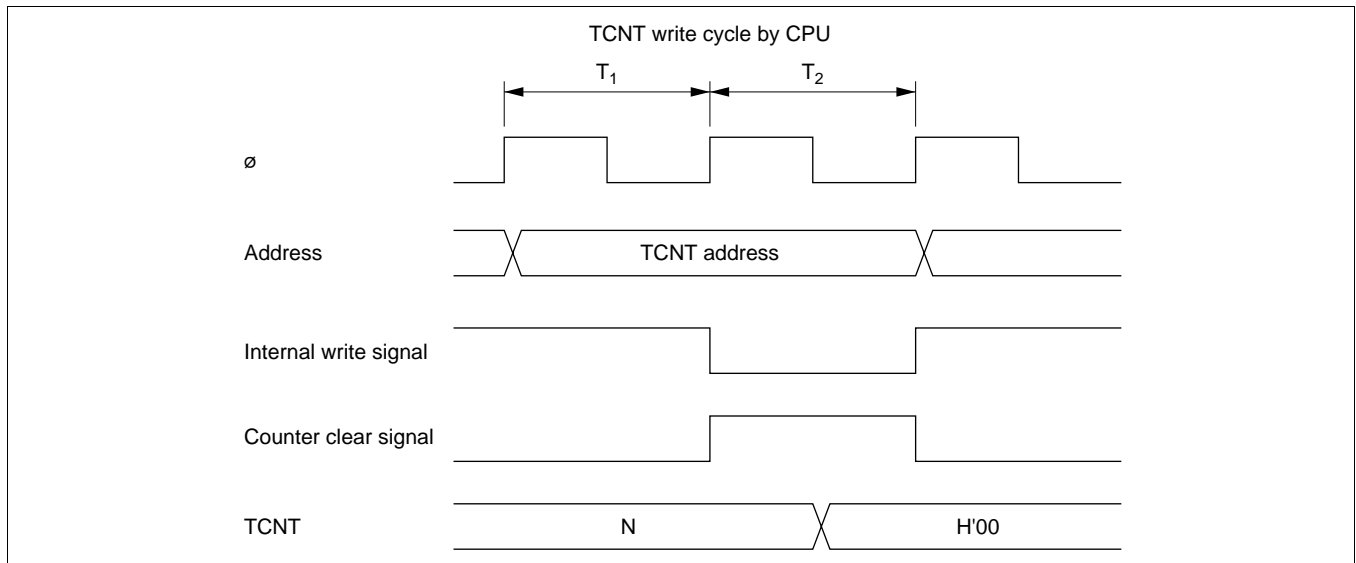 TCNT write cycle by CPU
T1 T2
ø
Address TCNT address
Internal write signal
Counter clear signal
TCNT N H'00